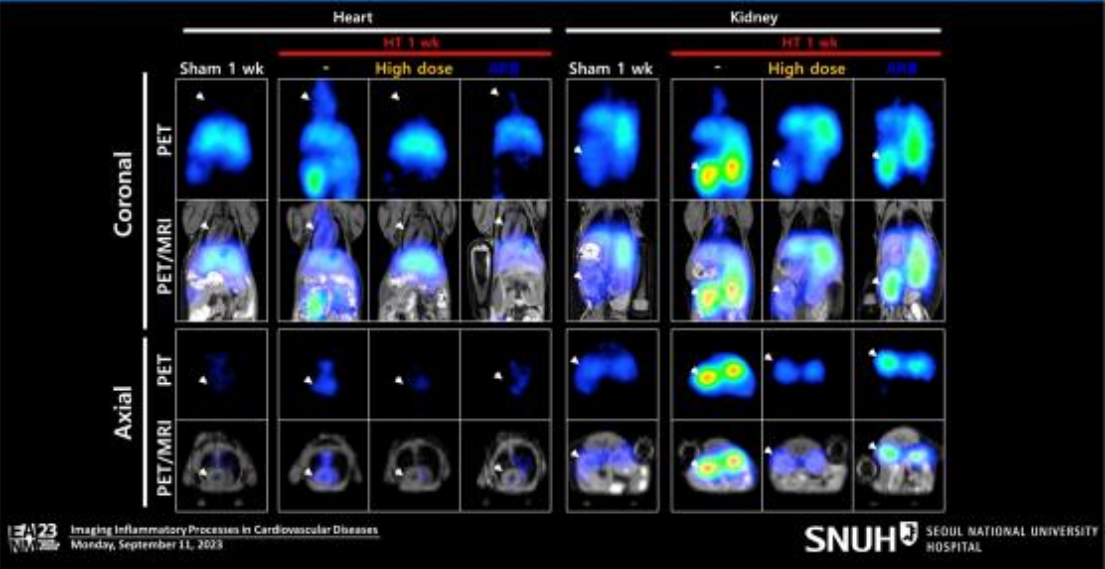 Heart Kidney
HT 1 wk HT 1 wk
Sham 1 wk - High dose ARB Sham 1 wk - High dose ARB
Coronal
PET
PET/MRI
Axial
PET
PET/MRI
EANM 23 Imaging Inflammatory Processes in Cardiovascular Diseases
Monday, September 11, 2023
SNUH SEOUL NATIONAL UNIVERSITY
HOSPITAL